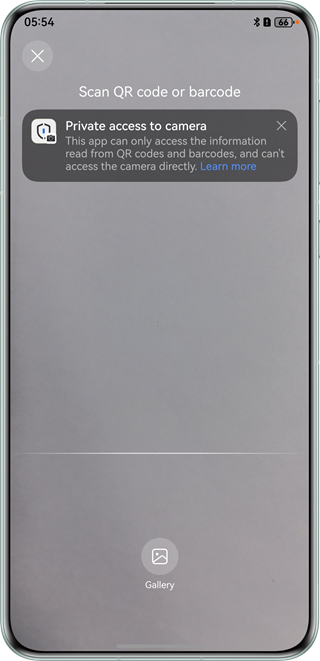 05:54
66
Scan QR code or barcode
Private access to camera
This app can only access the information
read from QR codes and barcodes, and can't
access the camera directly. Learn more
Gallery